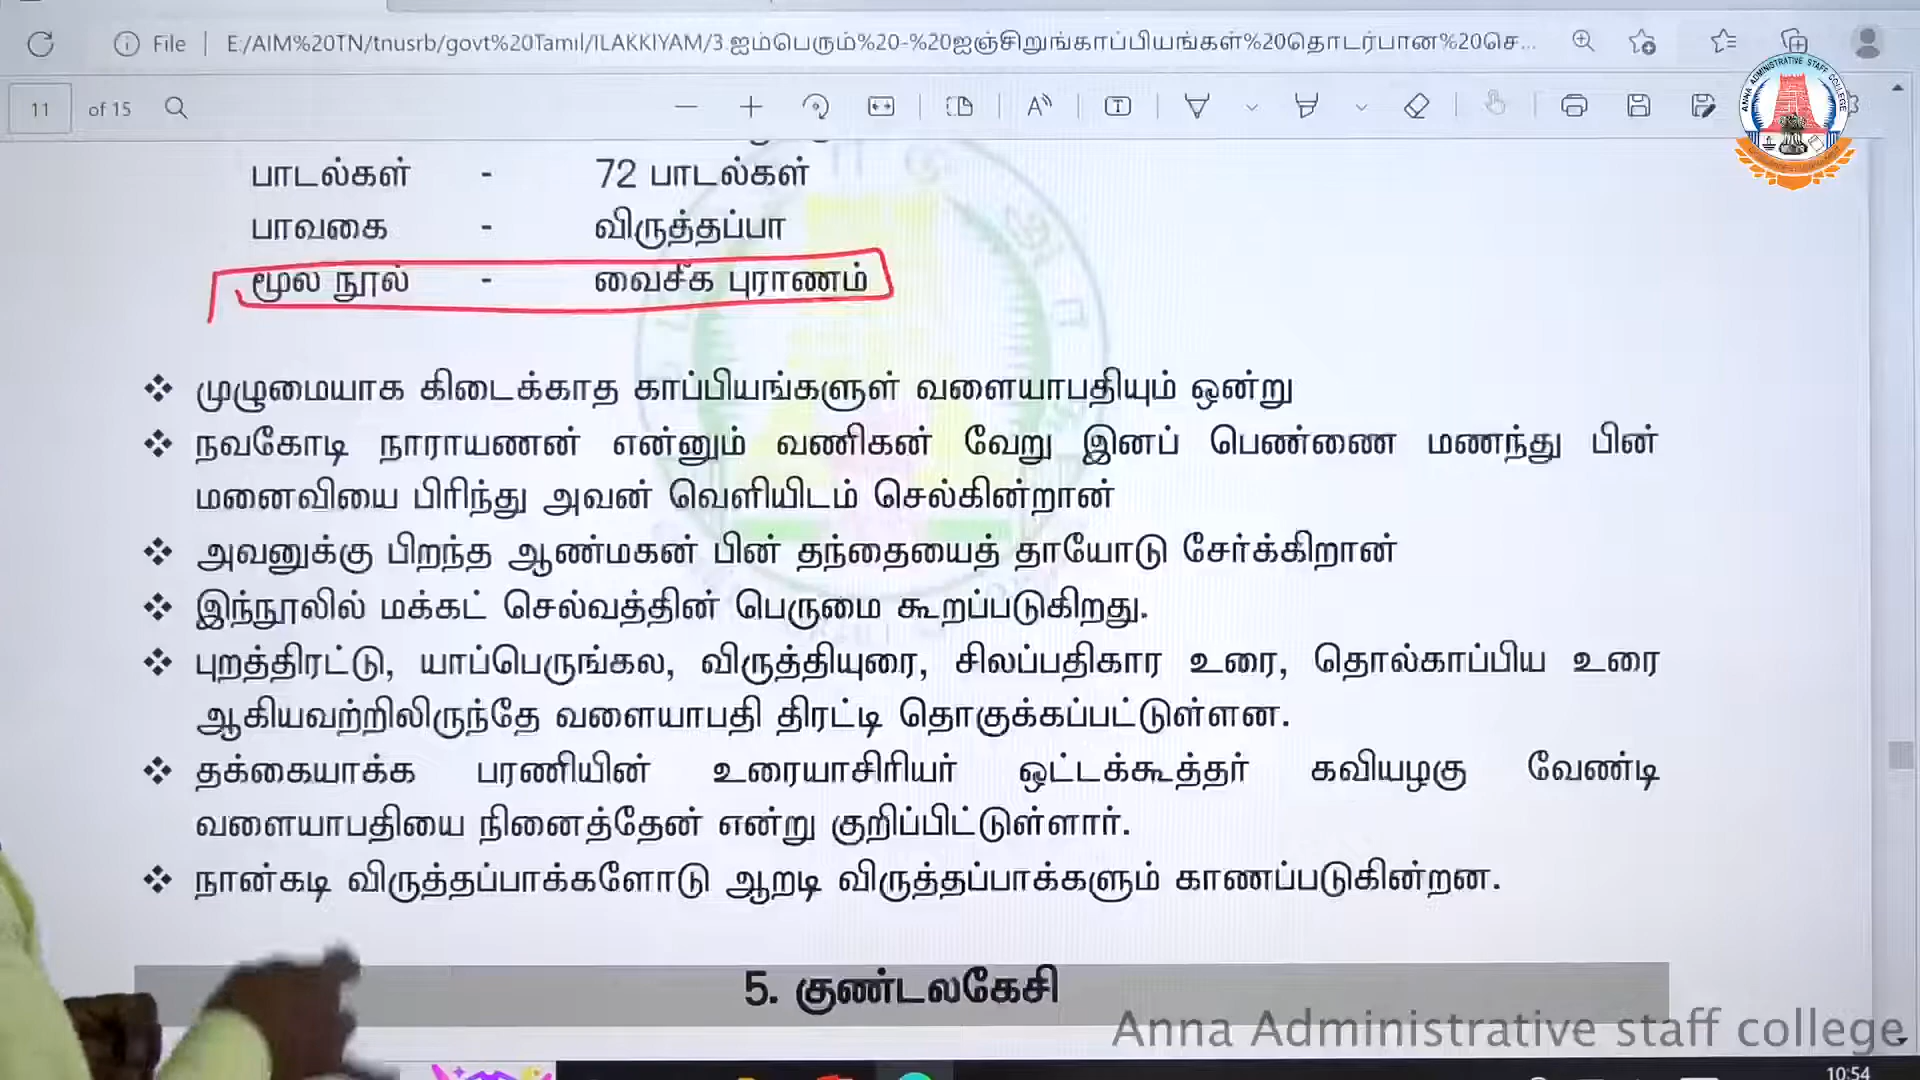 File E:/AIM%20TN/tnusrb/govt%20Tamil/ILAKKIYAM/3.ஐம்பெரும்%20-%20ஐஞ்சிறுங்காப்பியங்கள்%20தொடர்பான%20செ...
11 of 15
பாடல்கள் - 72 பாடல்கள்
பாவகை - விருத்தப்பா
மூல நூல் - வைசீக புராணம்
❖ முழுமையாக கிடைக்காத காப்பியங்களுள் வளையாபதியும் ஒன்று
❖ நவகோடி நாராயணன் என்னும் வணிகன் வேறு இனப் பெண்ணை மணந்து பின்
மனைவியை பிரிந்து அவன் வெளியிடம் செல்கின்றான்
❖ அவனுக்கு பிறந்த ஆண்மகன் பின் தந்தையைத் தாயோடு சேர்க்கிறான்
❖ இந்நூலில் மக்கட் செல்வத்தின் பெருமை கூறப்படுகிறது.
❖ புறத்திரட்டு, யாப்பெருங்கல, விருத்தியுரை, சிலப்பதிகார உரை, தொல்காப்பிய உரை
ஆகியவற்றிலிருந்தே வளையாபதி திரட்டி தொகுக்கப்பட்டுள்ளன.
❖ தக்கையாக்க பரணியின் உரையாசிரியர் ஒட்டக்கூத்தர் கவியழகு வேண்டி
வளையாபதியை நினைத்தேன் என்று குறிப்பிட்டுள்ளார்.
❖ நான்கடி விருத்தப்பாக்களோடு ஆறடி விருத்தப்பாக்களும் காணப்படுகின்றன.
5. குண்டலகேசி
Anna Administrative staff college
10:54
ANNA ADMINISTRATIVE STAFF COLLEGE